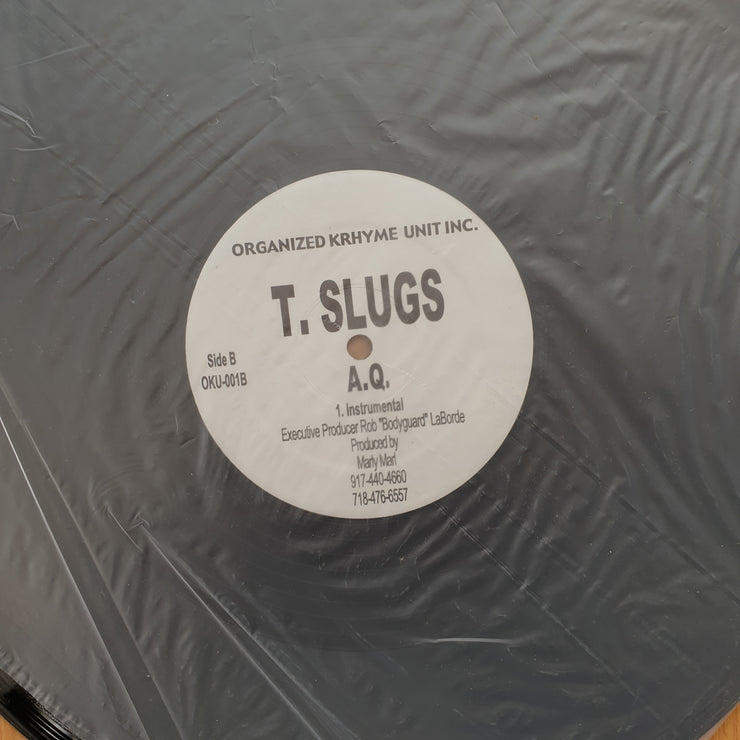 ORGANIZED KRHYME UNIT INC.
T. SLUGS
Side B
OKU-001B
A.Q.
1. Instrumental
Executive Producer Rob "Bodyguard" LaBorde
Produced by
Marly Marl
917-440-4660
718-476-6557